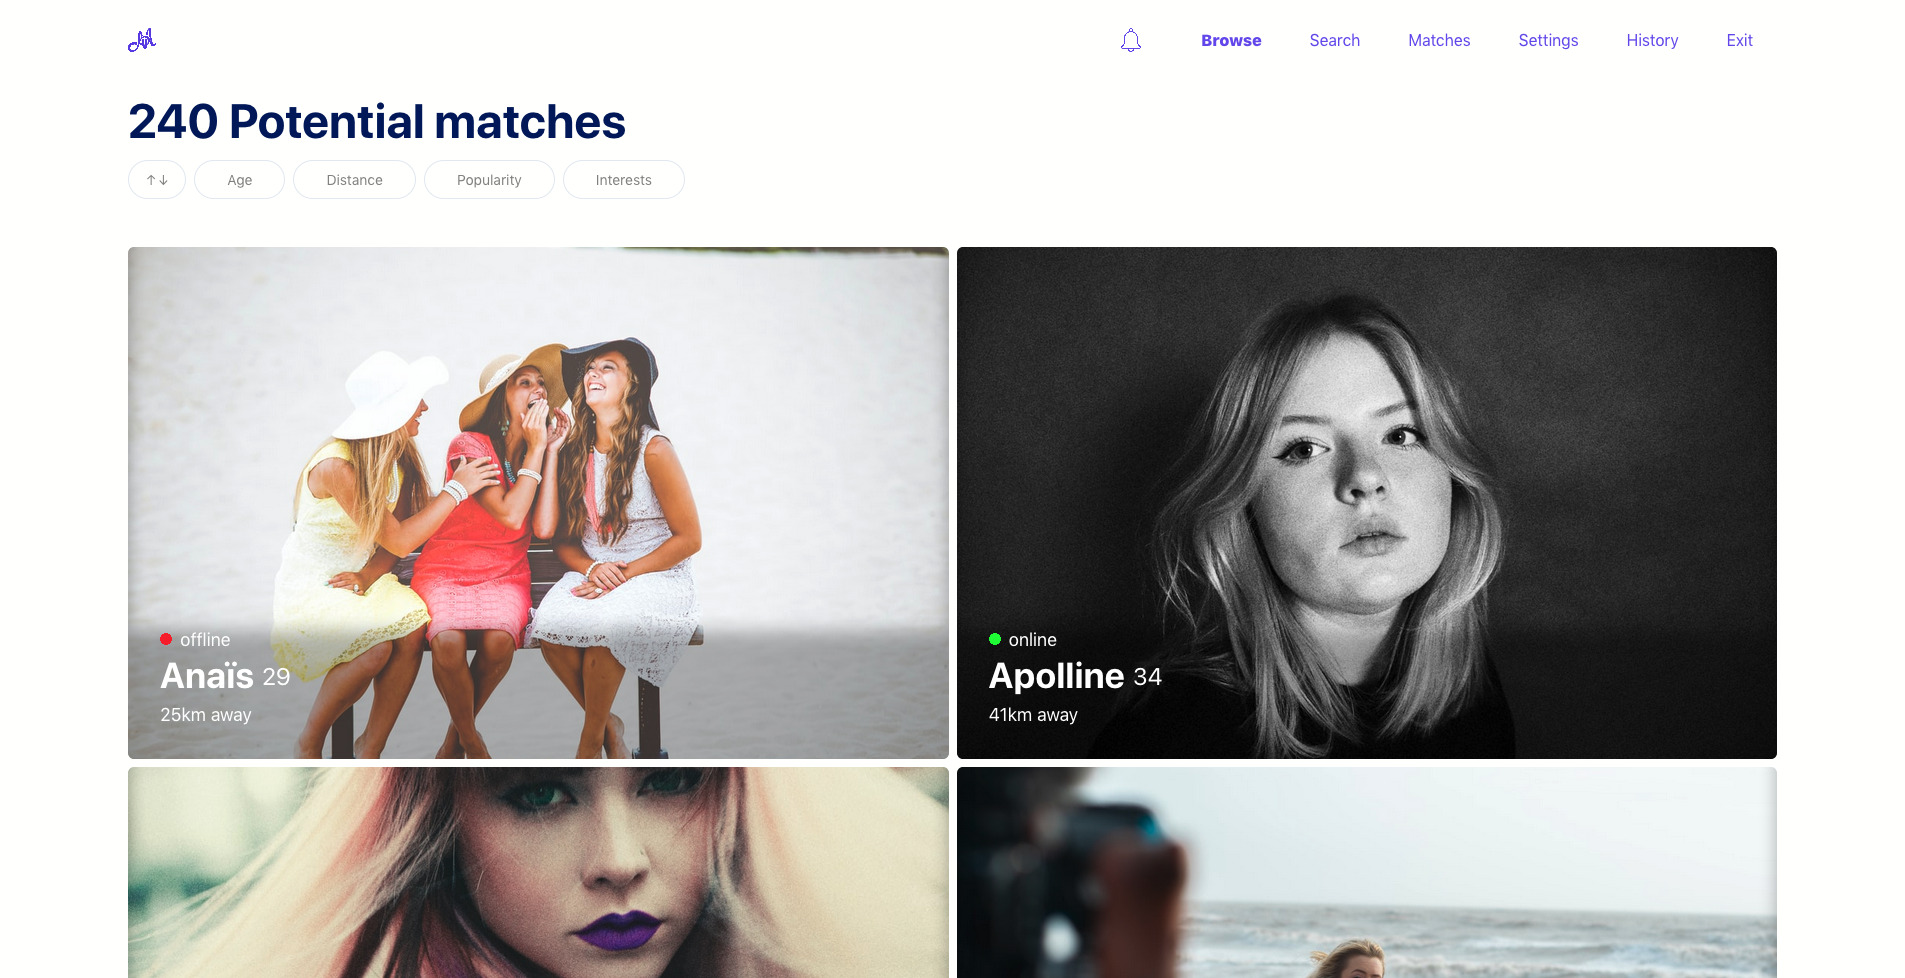 Browse Search Matches Settings History Exit
240 Potential matches
↑↓ Age Distance Popularity Interests
offline
Anaïs 29
25km away
online
Apolline 34
41km away